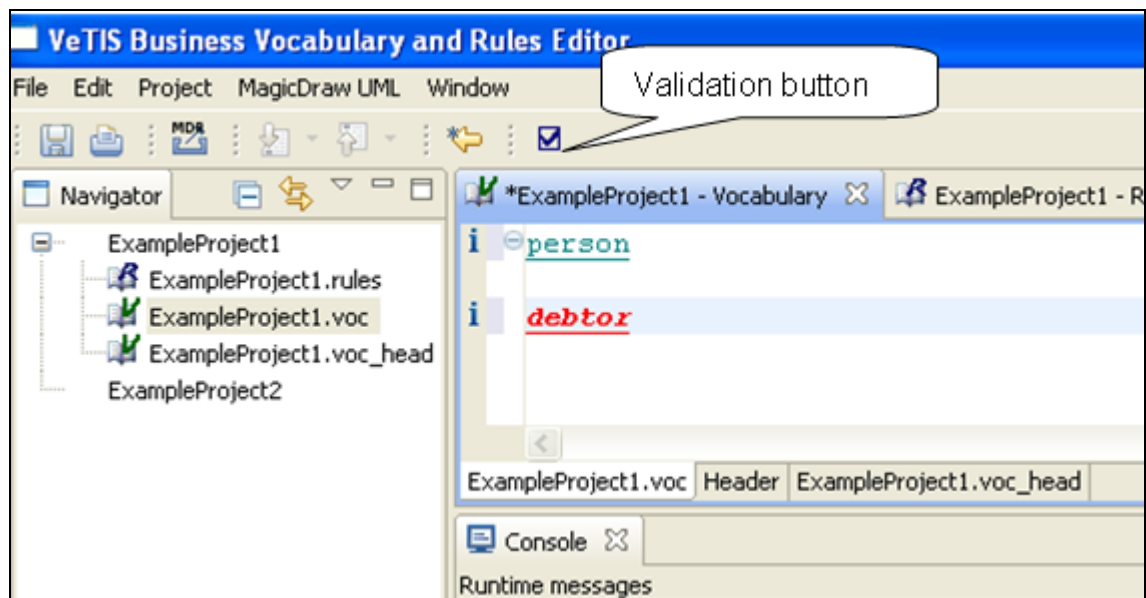 VeTIS Business Vocabulary and Rules Editor
Validation button
File Edit Project MagicDraw UML Window
MDR
Navigator
*ExampleProject1 - Vocabulary
ExampleProject1 - R
ExampleProject1
ExampleProject1.rules
ExampleProject1.voc
ExampleProject1.voc_head
ExampleProject2
i person
i debtor
ExampleProject1.voc Header ExampleProject1.voc_head
Console
Runtime messages